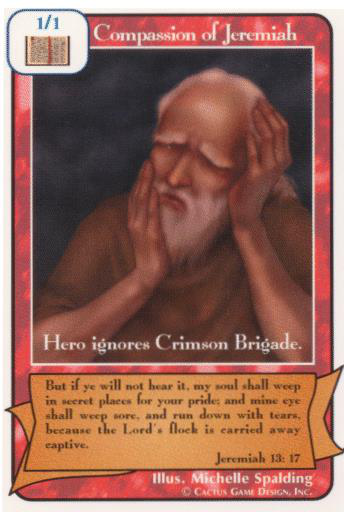 1/1
Compassion of Jeremiah
Hero ignores Crimson Brigade.
But if ye will not hear it, my soul shall weep
in secret places for your pride; and mine eye
shall weep sore, and run down with tears,
because the Lord's flock is carried away
captive.
Jeremiah 13: 17
Illus. Michelle Spalding
© Cactus Game Design, Inc.